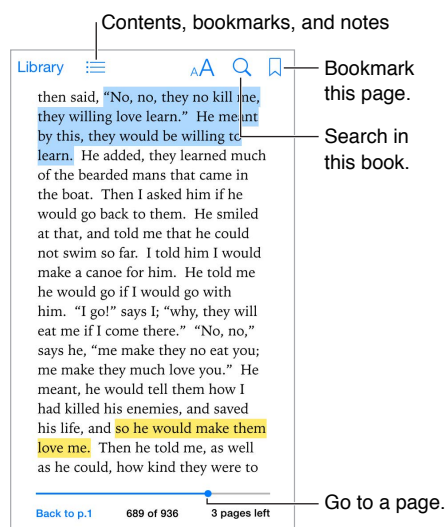 Contents, bookmarks, and notes
Library
AA
Bookmark
this page.
Search in
this book.
then said, “No, no, they no kill me,
they willing love learn.”  He meant
by this, they would be willing to
learn.  He added, they learned much
of the bearded mans that came in
the boat.  Then I asked him if he
would go back to them.  He smiled
at that, and told me that he could
not swim so far.  I told him I would
make a canoe for him.  He told me
he would go if I would go with
him.  “I go!” says I; “why, they will
eat me if I come there.”  “No, no,”
says he, “me make they no eat you;
me make they much love you.”  He
meant, he would tell them how I
had killed his enemies, and saved
his life, and so he would make them
love me.  Then he told me, as well
as he could, how kind they were to
Go to a page.
Back to p.1
689 of 936
3 pages left